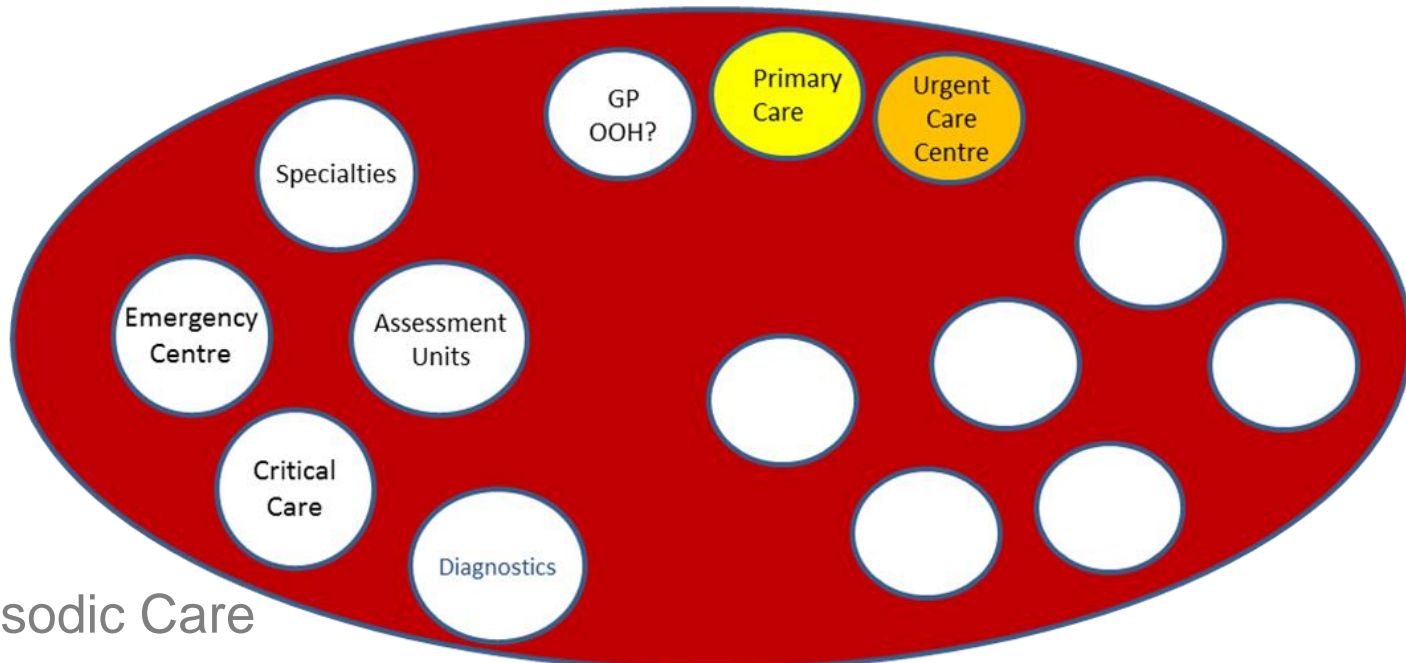 GP
OOH?
Primary
Care
Urgent
Care
Centre
Specialties
Emergency
Centre
Assessment
Units
Critical
Care
Diagnostics
sodic Care